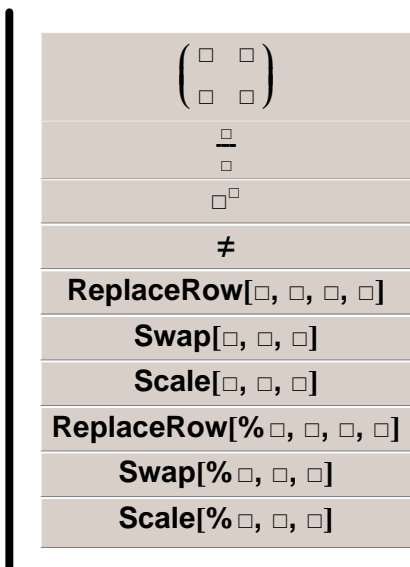 (□ □
□ □)
□
□
□^□
≠
ReplaceRow[□, □, □, □]
Swap[□, □, □]
Scale[□, □, □]
ReplaceRow[% □, □, □, □]
Swap[% □, □, □]
Scale[% □, □, □]